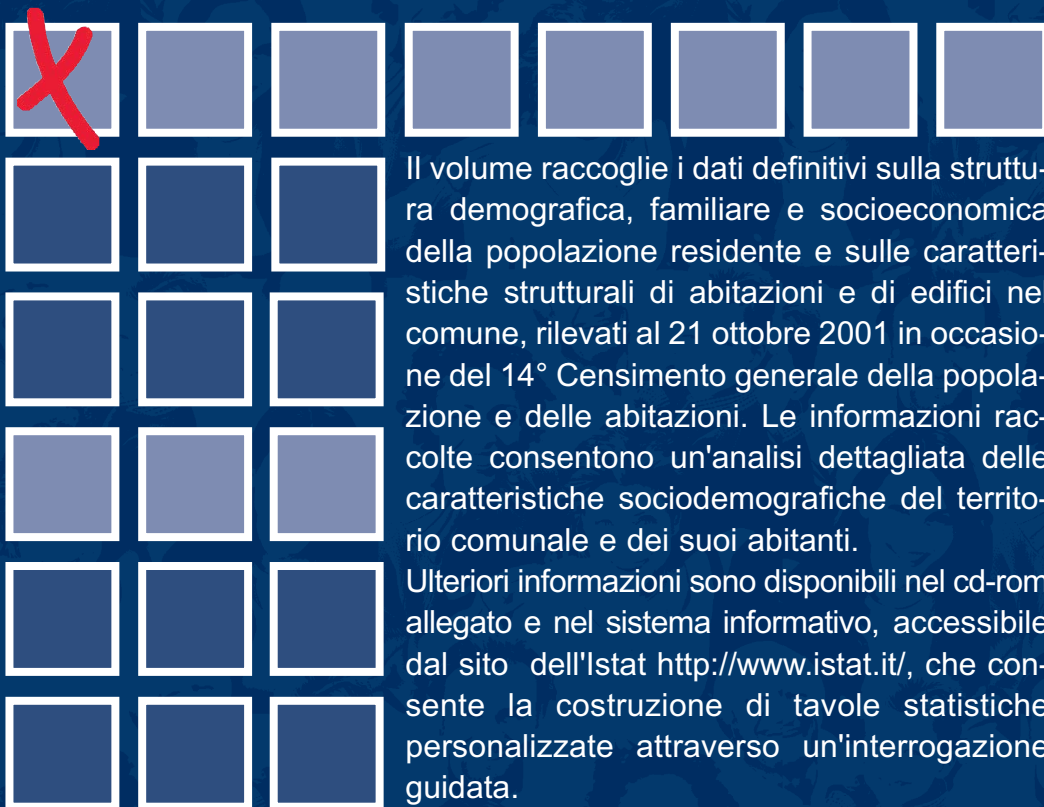 Il volume raccoglie i dati definitivi sulla struttu-
ra demografica, familiare e socioeconomica
della popolazione residente e sulle caratteri-
stiche strutturali di abitazioni e di edifici nel
comune, rilevati al 21 ottobre 2001 in occasio-
ne del 14° Censimento generale della popola-
zione e delle abitazioni. Le informazioni rac-
colte consentono un'analisi dettagliata delle
caratteristiche sociodemografiche del territo-
rio comunale e dei suoi abitanti.
Ulteriori informazioni sono disponibili nel cd-rom
allegato e nel sistema informativo, accessibile
dal sito dell'Istat http://www.istat.it/, che con-
sente la costruzione di tavole statistiche
personalizzate attraverso un'interrogazione
guidata.